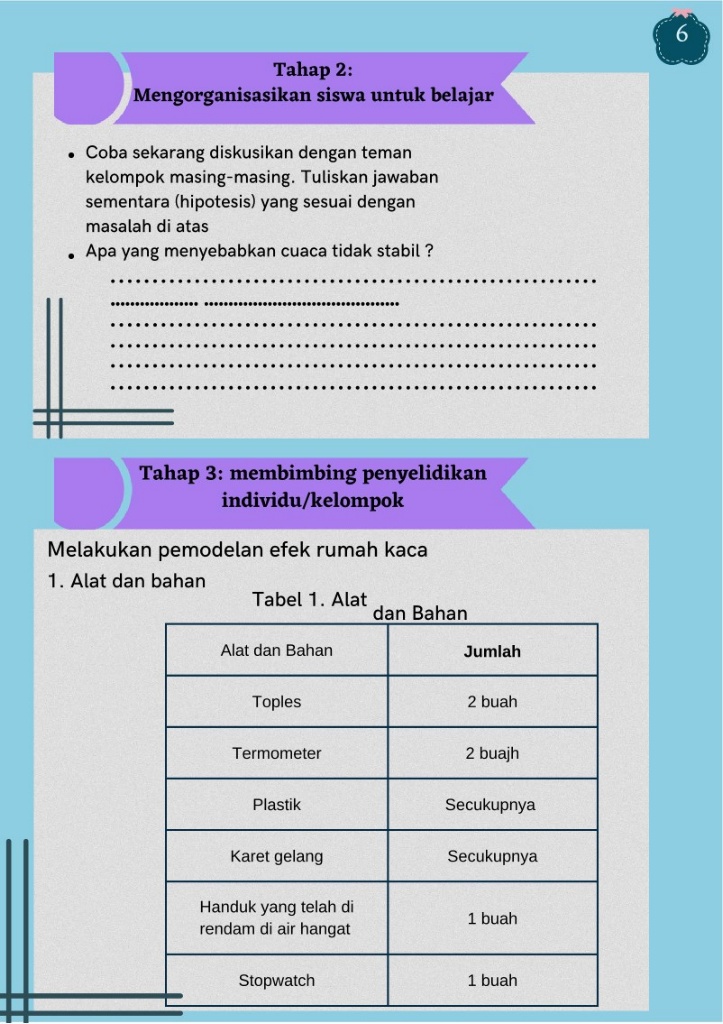 6
Tahap 2:
Mengorganisasikan siswa untuk belajar
• Coba sekarang diskusikan dengan teman
kelompok masing-masing. Tuliskan jawaban
sementara (hipotesis) yang sesuai dengan
masalah di atas
• Apa yang menyebabkan cuaca tidak stabil ?
Tahap 3: membimbing penyelidikan
individu/kelompok
Melakukan pemodelan efek rumah kaca
1. Alat dan bahan
Tabel 1. Alat
dan Bahan
Alat dan Bahan Jumlah
Toples 2 buah
Termometer 2 buajh
Plastik Secukupnya
Karet gelang Secukupnya
Handuk yang telah di
rendam di air hangat 1 buah
Stopwatch 1 buah